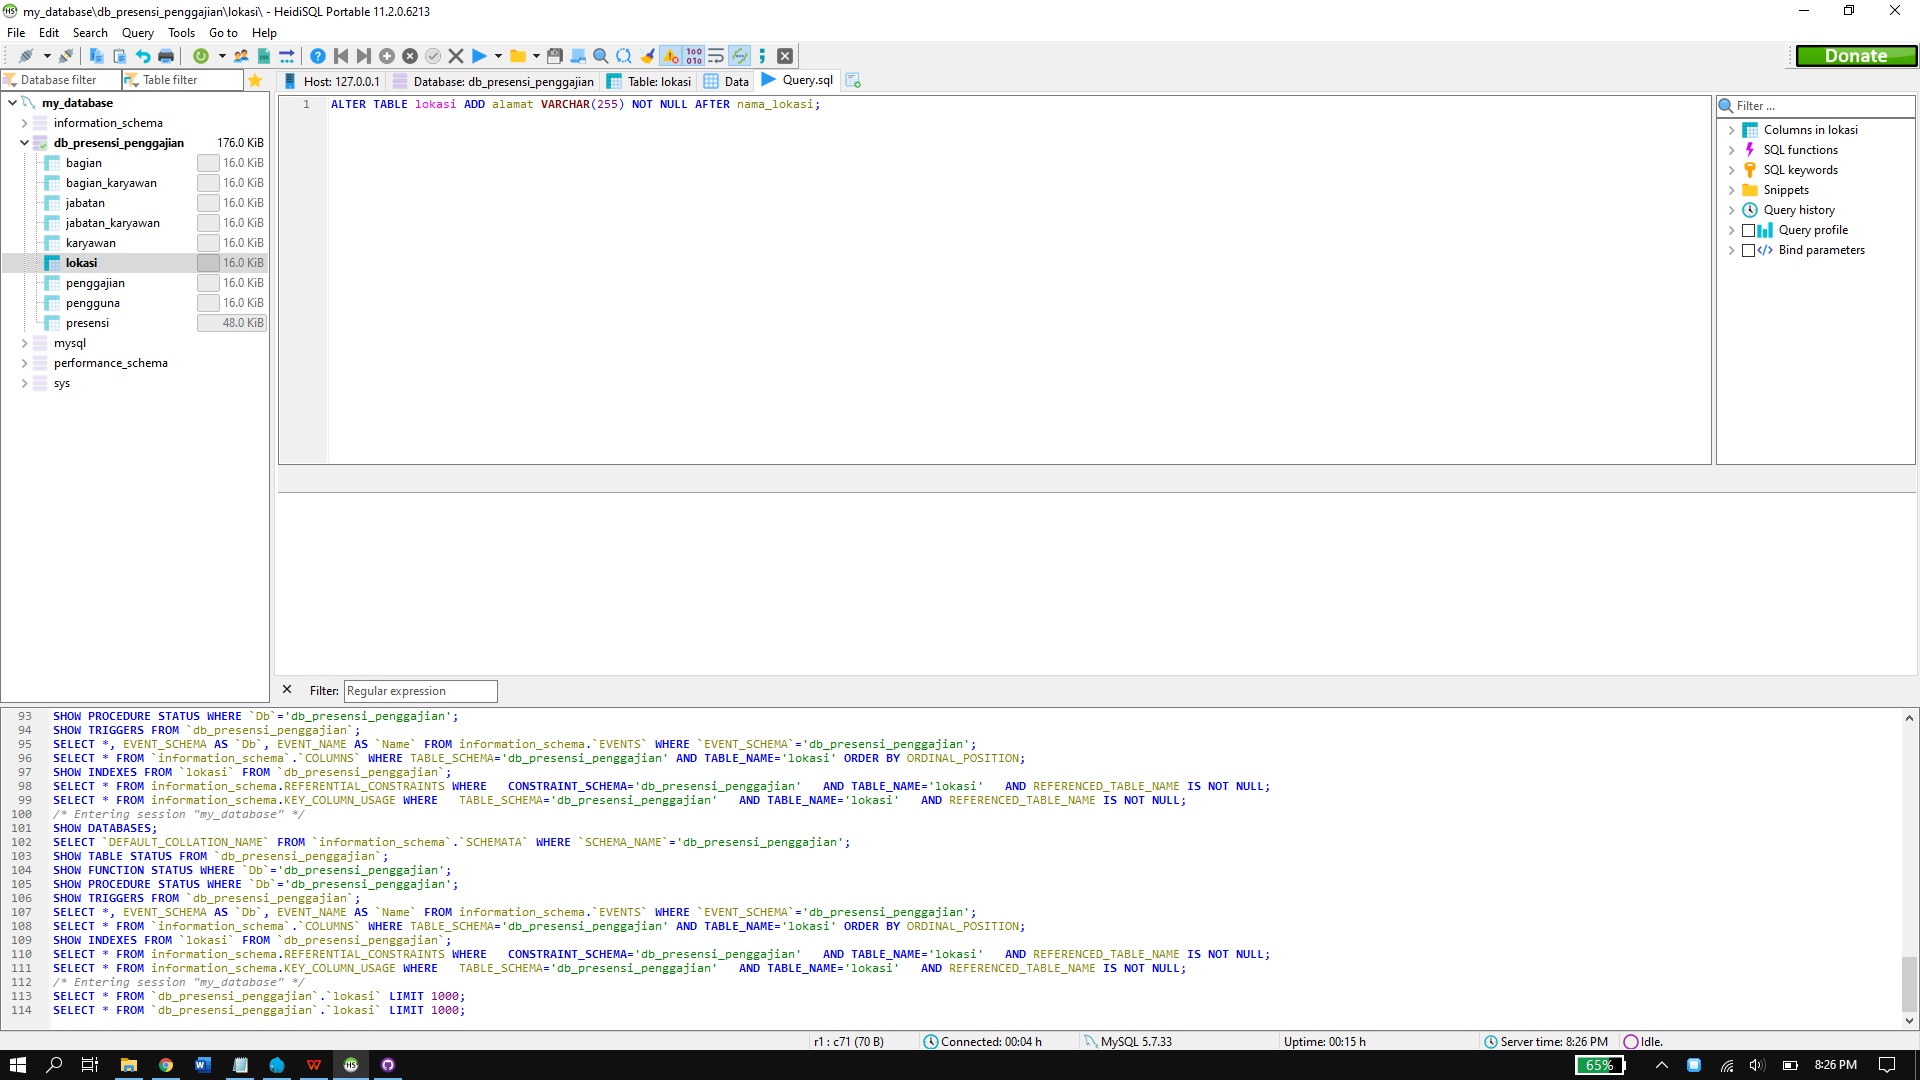 my_database\db_presensi_penggajian\lokasi\ - HeidiSQL Portable 11.2.0.6213
File Edit Search Query Tools Go to Help
Donate
Database filter Table filter
Host: 127.0.0.1 Database: db_presensi_penggajian Table: lokasi Data Query.sql
my_database
information_schema
db_presensi_penggajian 176.0 KiB
bagian 16.0 KiB
bagian_karyawan 16.0 KiB
jabatan 16.0 KiB
jabatan_karyawan 16.0 KiB
karyawan 16.0 KiB
lokasi 16.0 KiB
penggajian 16.0 KiB
pengguna 16.0 KiB
presensi 48.0 KiB
mysql
performance_schema
sys
1 ALTER TABLE lokasi ADD alamat VARCHAR(255) NOT NULL AFTER nama_lokasi;
Filter ...
Columns in lokasi
SQL functions
SQL keywords
Snippets
Query history
Query profile
Bind parameters
Filter: Regular expression
93 SHOW PROCEDURE STATUS WHERE `Db`='db_presensi_penggajian';
94 SHOW TRIGGERS FROM `db_presensi_penggajian`;
95 SELECT *, EVENT_SCHEMA AS `Db`, EVENT_NAME AS `Name` FROM information_schema.`EVENTS` WHERE `EVENT_SCHEMA`='db_presensi_penggajian';
96 SELECT * FROM `information_schema`.`COLUMNS` WHERE TABLE_SCHEMA='db_presensi_penggajian' AND TABLE_NAME='lokasi' ORDER BY ORDINAL_POSITION;
97 SHOW INDEXES FROM `lokasi` FROM `db_presensi_penggajian`;
98 SELECT * FROM information_schema.REFERENTIAL_CONSTRAINTS WHERE   CONSTRAINT_SCHEMA='db_presensi_penggajian'   AND TABLE_NAME='lokasi'   AND REFERENCED_TABLE_NAME IS NOT NULL;
99 SELECT * FROM information_schema.KEY_COLUMN_USAGE WHERE   TABLE_SCHEMA='db_presensi_penggajian'   AND TABLE_NAME='lokasi'   AND REFERENCED_TABLE_NAME IS NOT NULL;
100 /* Entering session "my_database" */
101 SHOW DATABASES;
102 SELECT `DEFAULT_COLLATION_NAME` FROM `information_schema`.`SCHEMATA` WHERE `SCHEMA_NAME`='db_presensi_penggajian';
103 SHOW TABLE STATUS FROM `db_presensi_penggajian`;
104 SHOW FUNCTION STATUS WHERE `Db`='db_presensi_penggajian';
105 SHOW PROCEDURE STATUS WHERE `Db`='db_presensi_penggajian';
106 SHOW TRIGGERS FROM `db_presensi_penggajian`;
107 SELECT *, EVENT_SCHEMA AS `Db`, EVENT_NAME AS `Name` FROM information_schema.`EVENTS` WHERE `EVENT_SCHEMA`='db_presensi_penggajian';
108 SELECT * FROM `information_schema`.`COLUMNS` WHERE TABLE_SCHEMA='db_presensi_penggajian' AND TABLE_NAME='lokasi' ORDER BY ORDINAL_POSITION;
109 SHOW INDEXES FROM `lokasi` FROM `db_presensi_penggajian`;
110 SELECT * FROM information_schema.REFERENTIAL_CONSTRAINTS WHERE   CONSTRAINT_SCHEMA='db_presensi_penggajian'   AND TABLE_NAME='lokasi'   AND REFERENCED_TABLE_NAME IS NOT NULL;
111 SELECT * FROM information_schema.KEY_COLUMN_USAGE WHERE   TABLE_SCHEMA='db_presensi_penggajian'   AND TABLE_NAME='lokasi'   AND REFERENCED_TABLE_NAME IS NOT NULL;
112 /* Entering session "my_database" */
113 SELECT * FROM `db_presensi_penggajian`.`lokasi` LIMIT 1000;
114 SELECT * FROM `db_presensi_penggajian`.`lokasi` LIMIT 1000;
r1 : c71 (70 B) Connected: 00:04 h MySQL 5.7.33 Uptime: 00:15 h Server time: 8:26 PM Idle.
65% 8:26 PM